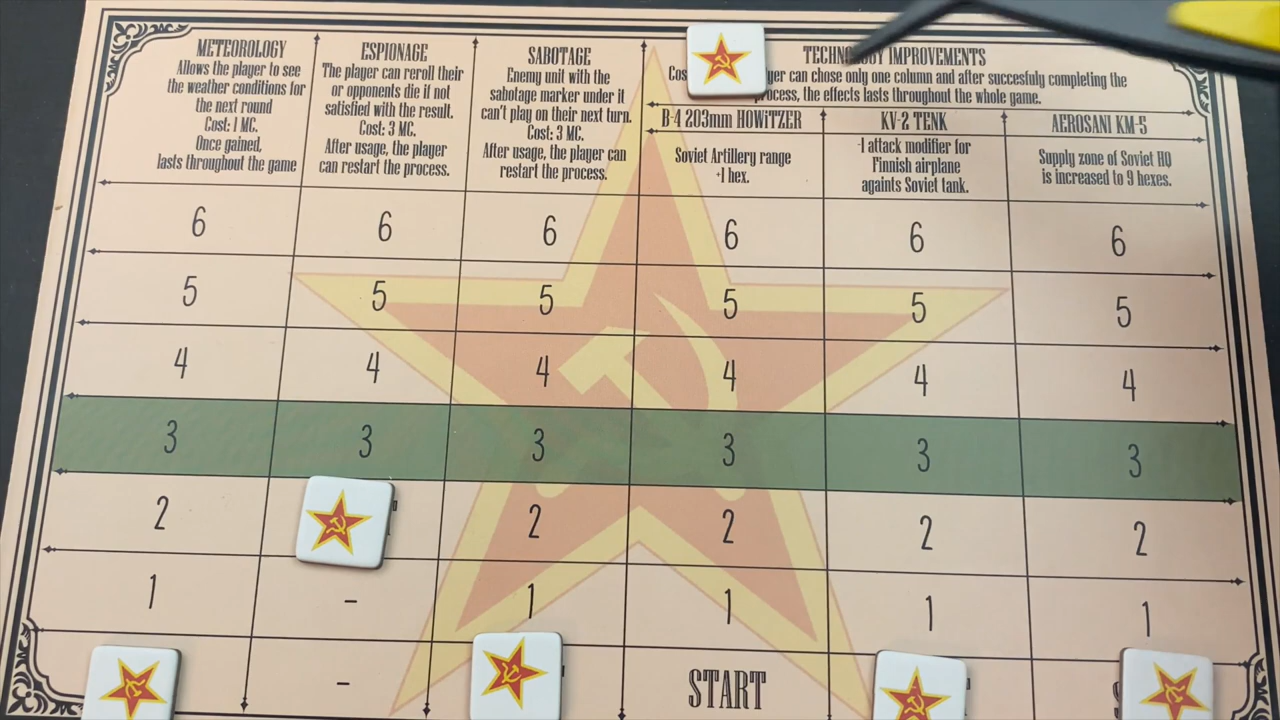 METEOROLOGY
Allows the player to see
the weather conditions for
the next round
Cost: 1 MC.
Once gained,
lasts throughout the game
ESPIONAGE
The player can reroll their
or opponents die if not
satisfied with the result.
Cost: 3 MC.
After usage, the player
can restart the process.
SABOTAGE
Enemy unit with the
sabotage marker under it
can't play on their next turn.
Cost: 3 MC.
After usage, the player can
restart the process.
TECHNOLOGY IMPROVEMENTS
yer can chose only one column and after succesfuly completing the
process, the effects lasts throughout the whole game.
B-4 203mm HOWiTZER
Soviet Artillery range
+1 hex.
KV-2 TENK
-1 attack modifier for
Finnish airplane
againts Soviet tank.
AEROSANI KM-5
Supply zone of Soviet HQ
is increased to 9 hexes.
6 6 6 6 6 6
5 5 5 5 5 5
4 4 4 4 4 4
3 3 3 3 3 3
2 2 2 2 2
1 - 1 1 1 1
- START